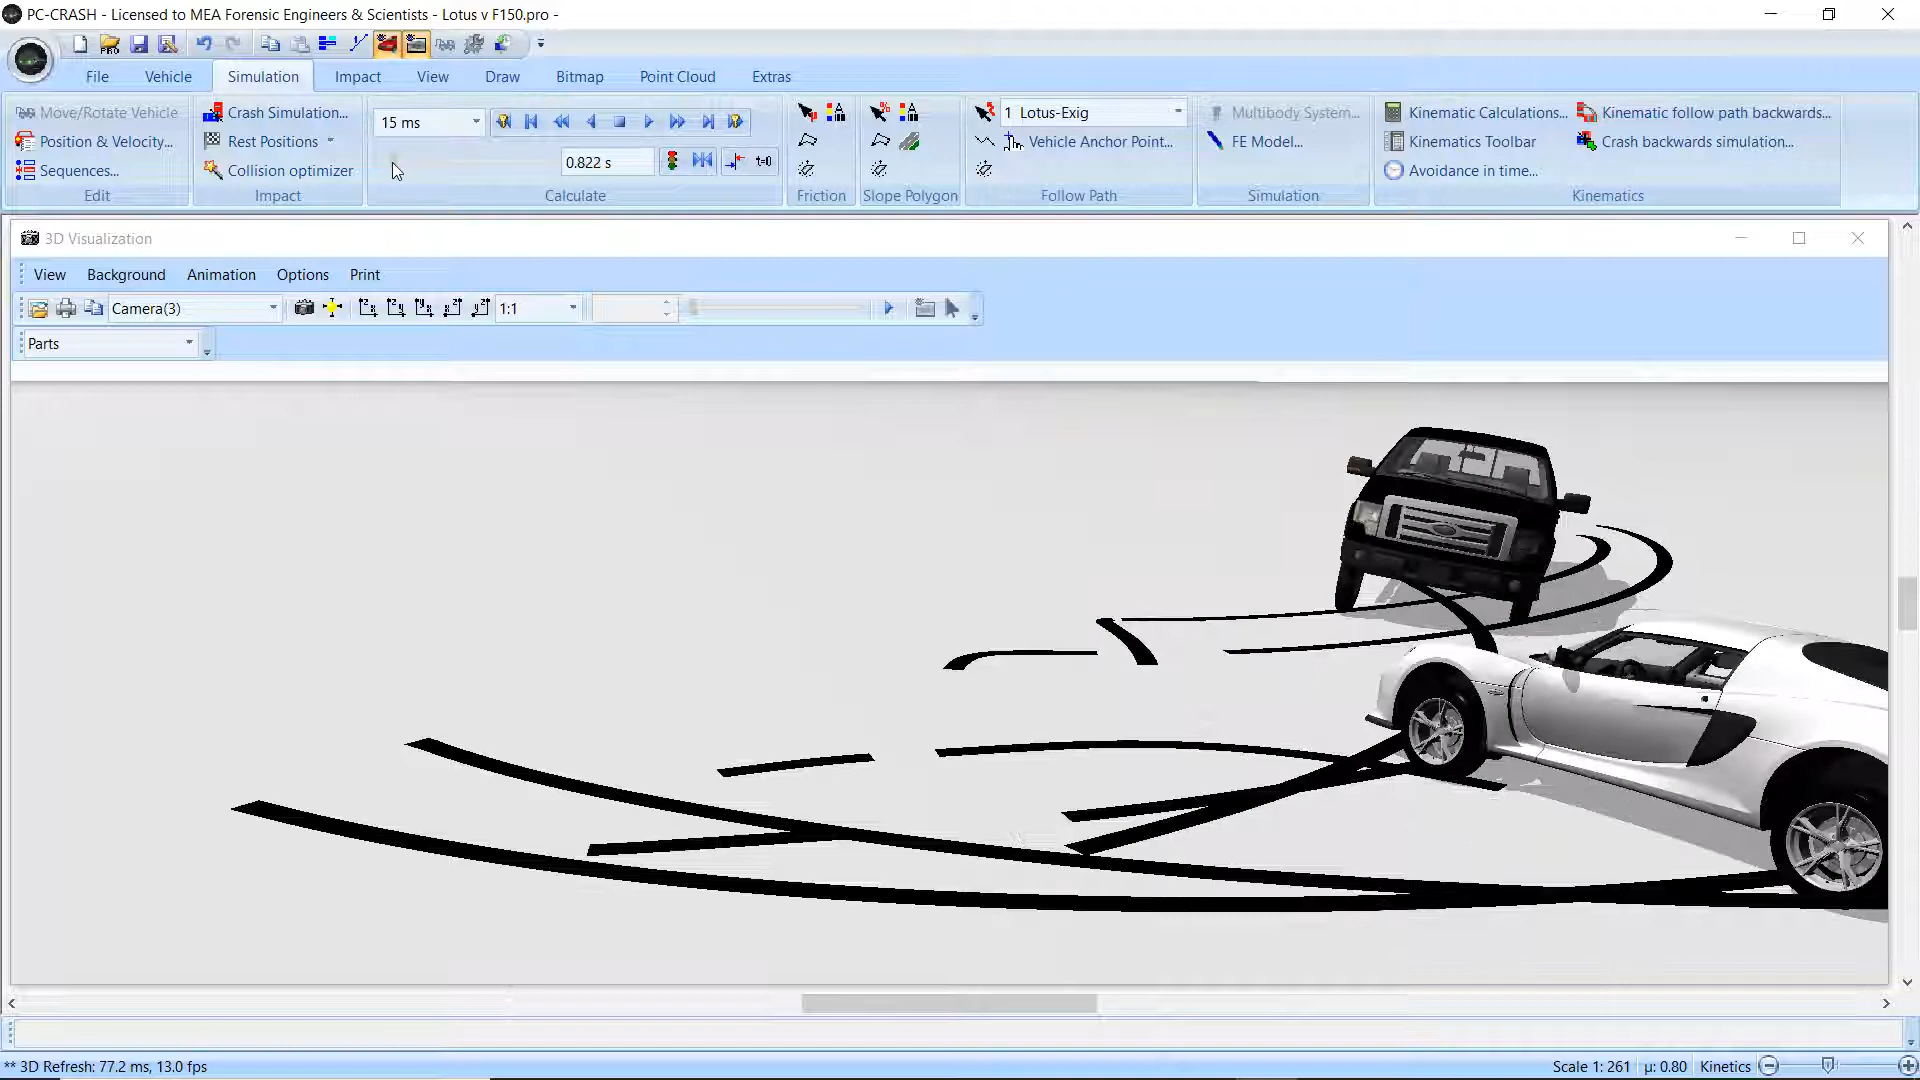 PC-CRASH - Licensed to MEA Forensic Engineers & Scientists - Lotus v F150.pro -
File Vehicle Simulation Impact View Draw Bitmap Point Cloud Extras
Move/Rotate Vehicle
Position & Velocity...
Sequences...
Edit
Crash Simulation...
Rest Positions
Collision optimizer
Impact
15 ms
0.822 s
t=0
Calculate
Friction
Slope Polygon
1 Lotus-Exig
Vehicle Anchor Point...
Follow Path
Multibody System...
FE Model...
Simulation
Kinematic Calculations...
Kinematics Toolbar
Avoidance in time...
Kinematic follow path backwards...
Crash backwards simulation...
Kinematics
3D Visualization
View Background Animation Options Print
Camera(3)
1:1
Parts
** 3D Refresh: 77.2 ms, 13.0 fps
Scale 1: 261 µ: 0.80 Kinetics